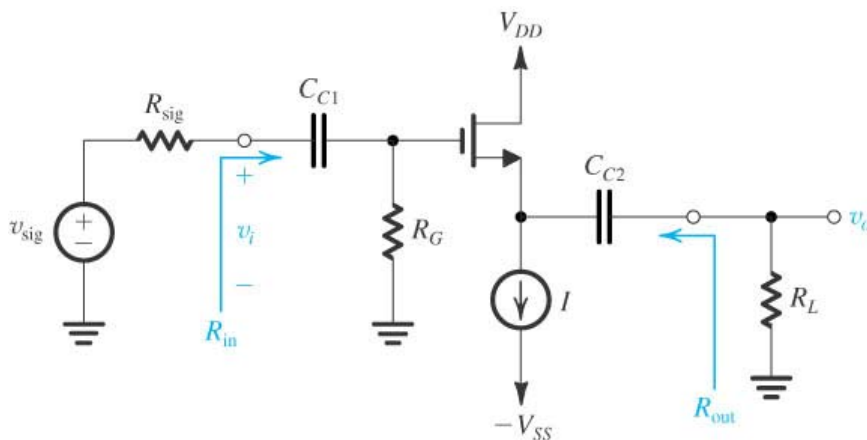 V_DD
C_C1
R_sig
C_C2
+
v_sig
+
−
v_i
R_G
−
I
R_L
R_in
R_out
−V_SS